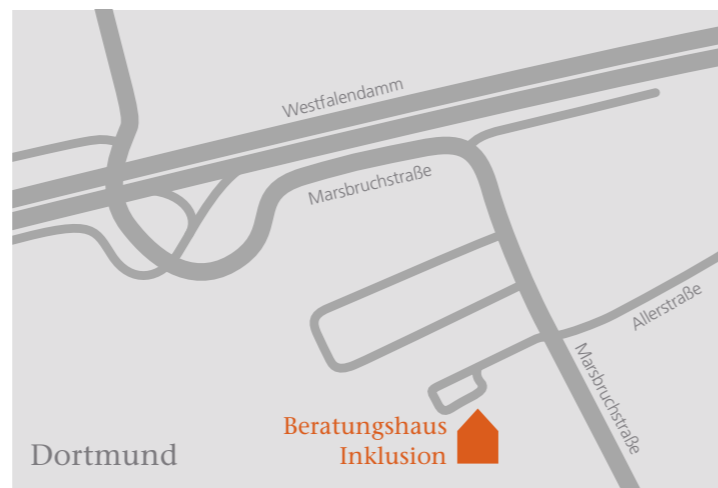 Westfalendamm
Marsbruchstraße
Allerstraße
Marsbruchstraße
Beratungshaus
Inklusion
Dortmund